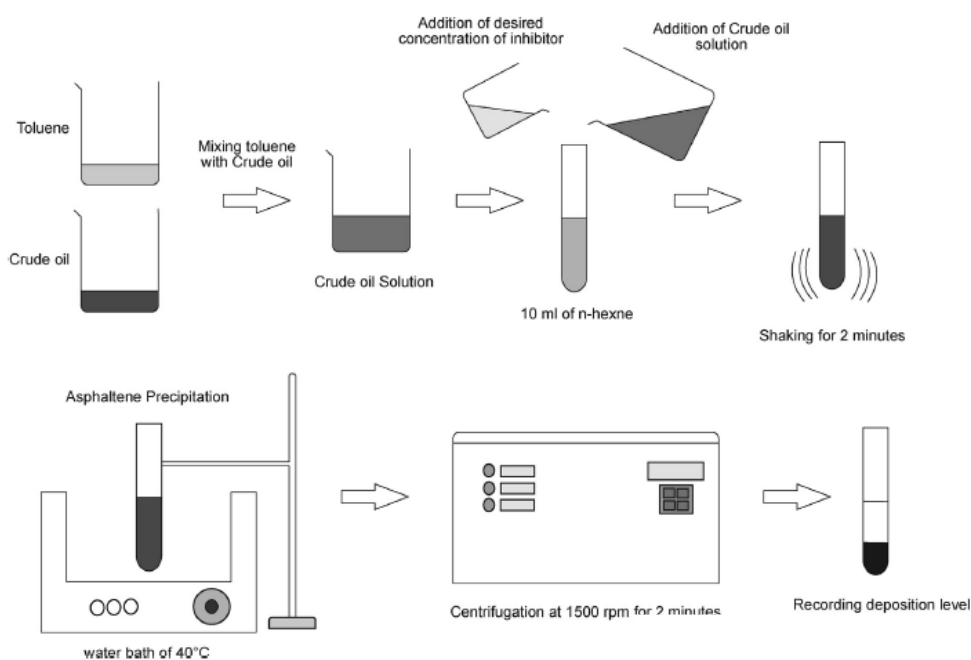 Addition of desired
concentration of inhibitor
Addition of Crude oil
solution
Toluene
Mixing toluene
with Crude oil
Crude oil
Crude oil Solution
10 ml of n-hexne
Shaking for 2 minutes
Asphaltene Precipitation
water bath of 40°C
Centrifugation at 1500 rpm for 2 minutes
Recording deposition level